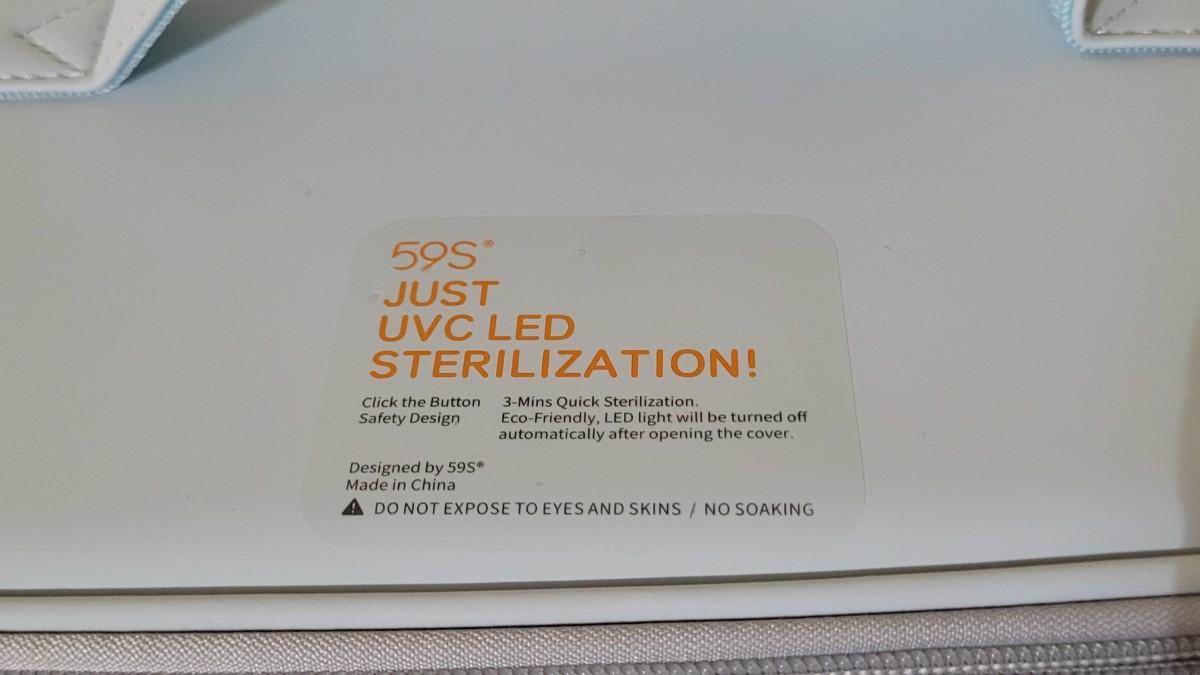 59S®
JUST
UVC LED
STERILIZATION!
Click the Button 3-Mins Quick Sterilization.
Safety Design Eco-Friendly, LED light will be turned off
automatically after opening the cover.
Designed by 59S®
Made in China
DO NOT EXPOSE TO EYES AND SKINS / NO SOAKING